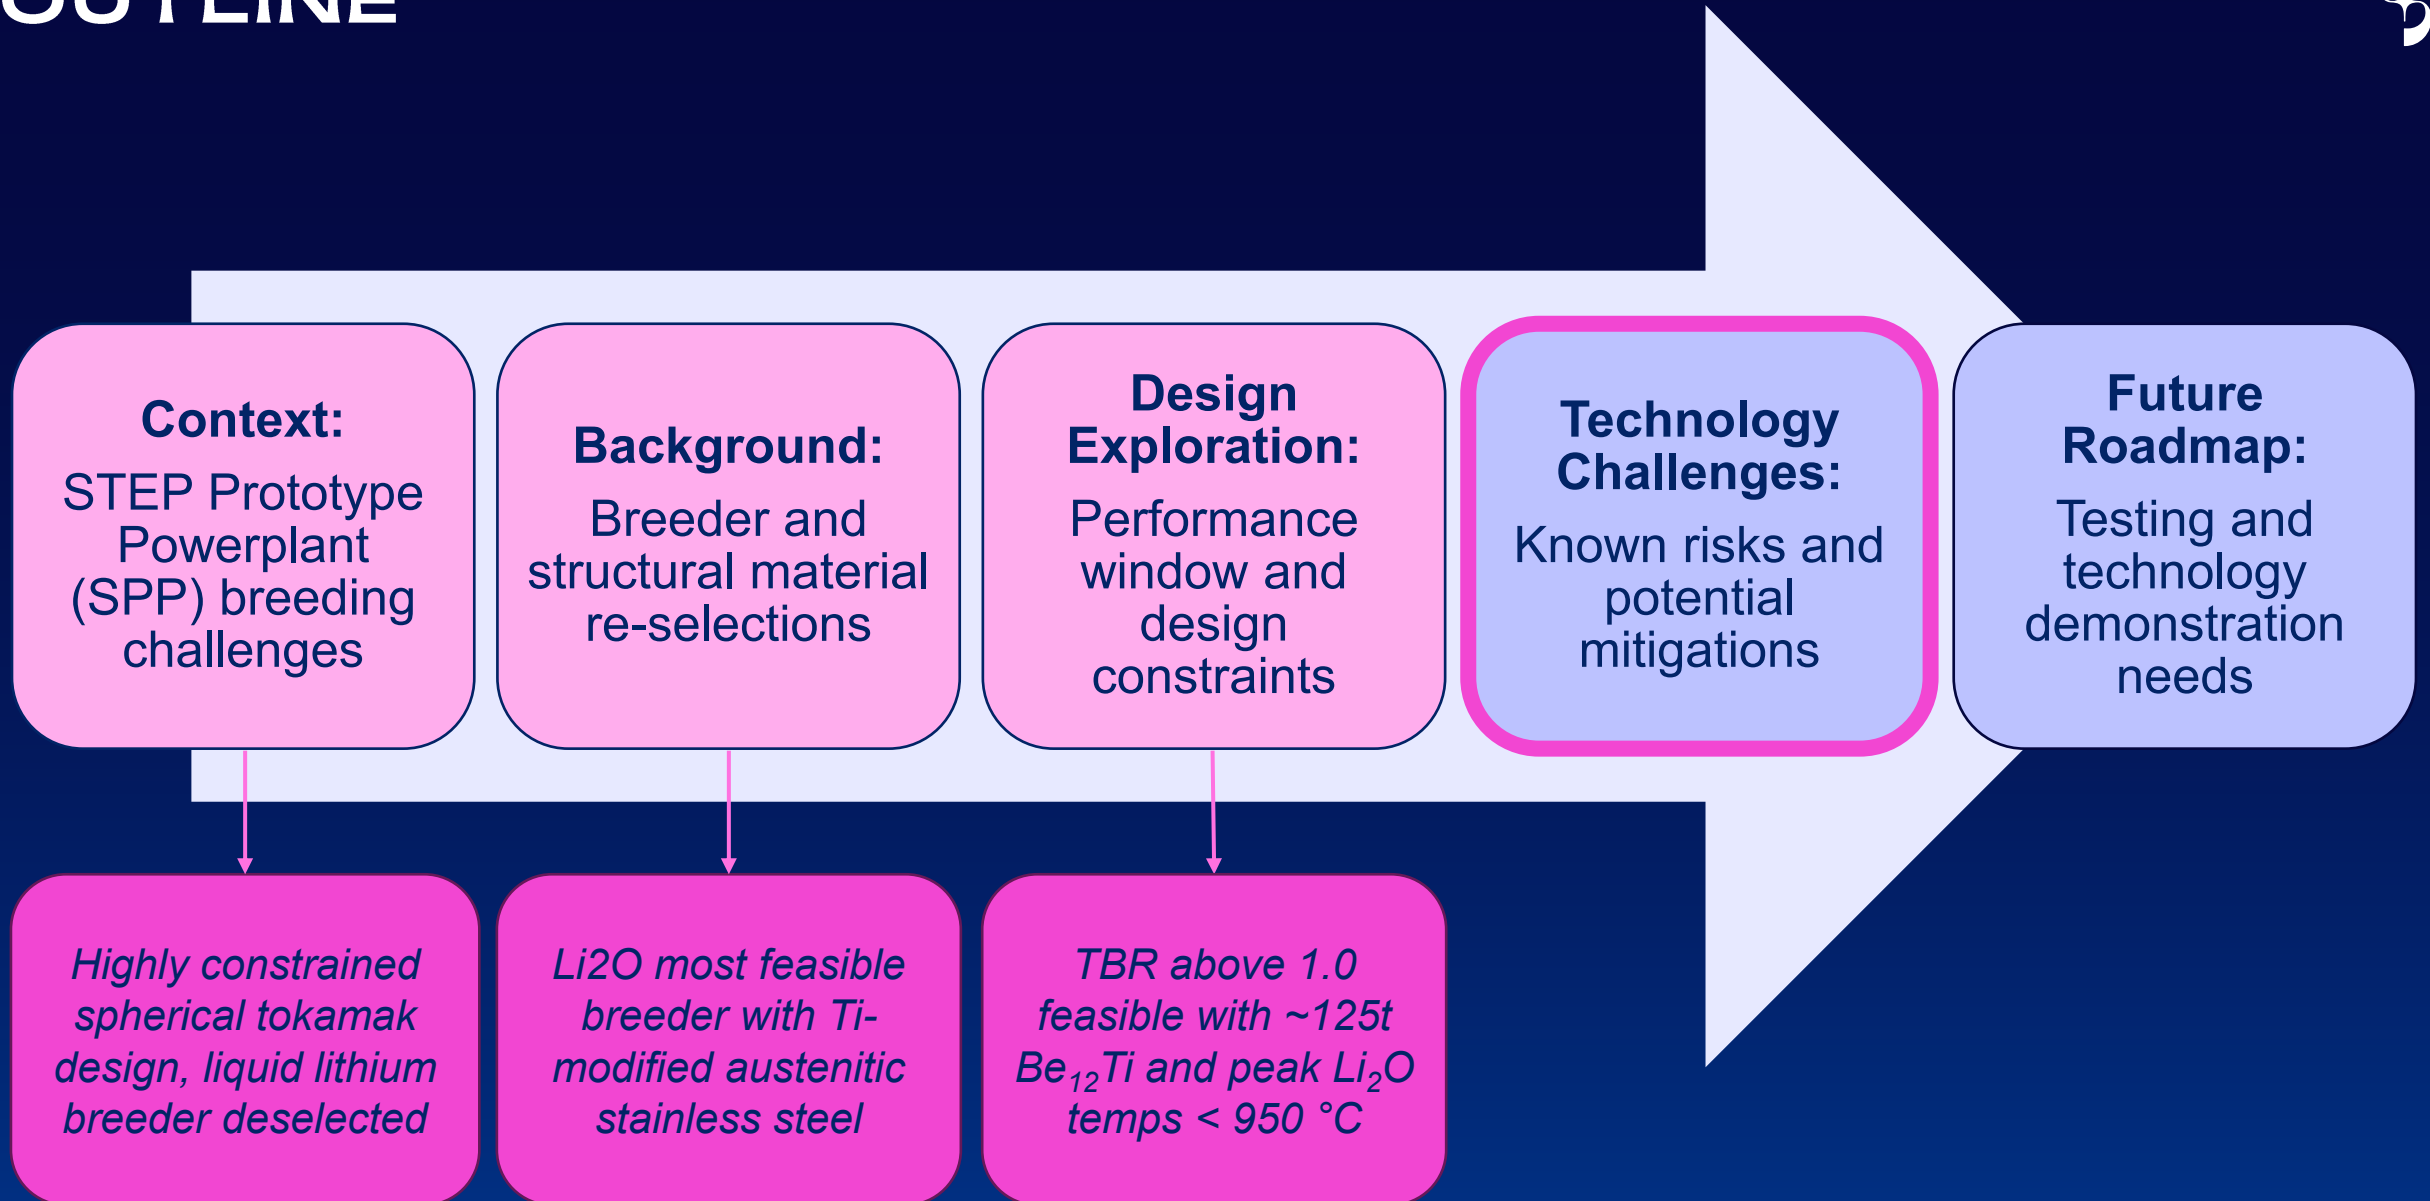 OUTLINE
Context:
STEP Prototype
Powerplant
(SPP) breeding
challenges
Background:
Breeder and
structural material
re-selections
Design
Exploration:
Performance
window and
design
constraints
Technology
Challenges:
Known risks and
potential
mitigations
Future
Roadmap:
Testing and
technology
demonstration
needs
Highly constrained
spherical tokamak
design, liquid lithium
breeder deselected
Li2O most feasible
breeder with Ti-
modified austenitic
stainless steel
TBR above 1.0
feasible with ~125t
Be₁₂Ti and peak Li₂O
temps < 950 °C